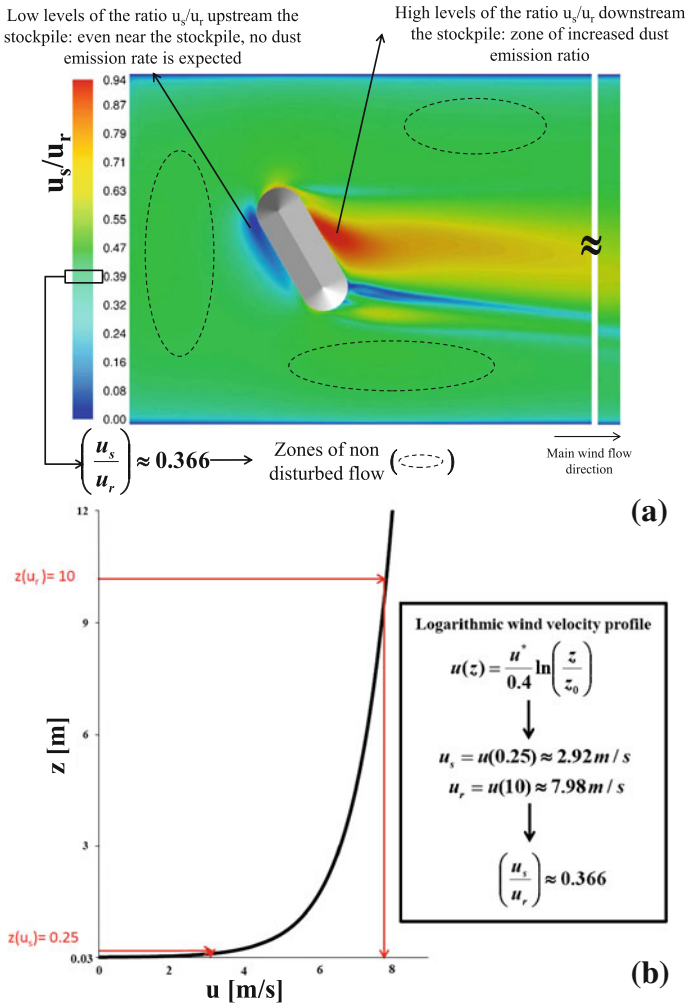 Low levels of the ratio uₛ/uᵣ upstream the
stockpile: even near the stockpile, no dust
emission rate is expected
High levels of the ratio uₛ/uᵣ downstream
the stockpile: zone of increased dust
emission ratio
uₛ/uᵣ
0.94
0.87
0.79
0.71
0.63
0.55
0.47
0.39
0.32
0.24
0.16
0.08
0.00
≈
(uₛ/uᵣ) ≈ 0.366
Zones of non
disturbed flow ( )
Main wind flow
direction
(a)
12
z(uᵣ)= 10
9
z [m]
6
3
z(uₛ)= 0.25
0.03
0 2 4 6 8
u [m/s]
Logarithmic wind velocity profile
u(z) = u*/0.4 ln(z/z₀)
uₛ = u(0.25) ≈ 2.92 m / s
uᵣ = u(10) ≈ 7.98 m / s
(uₛ/uᵣ) ≈ 0.366
(b)